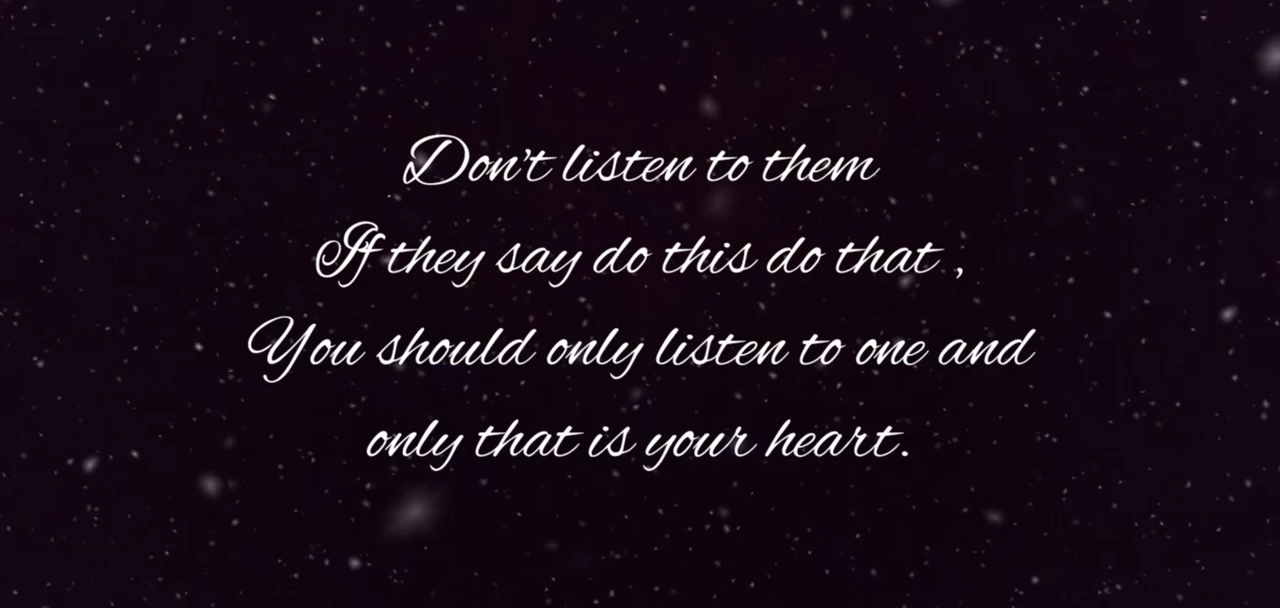 Don't listen to them
If they say do this do that ,
You should only listen to one and
only that is your heart.